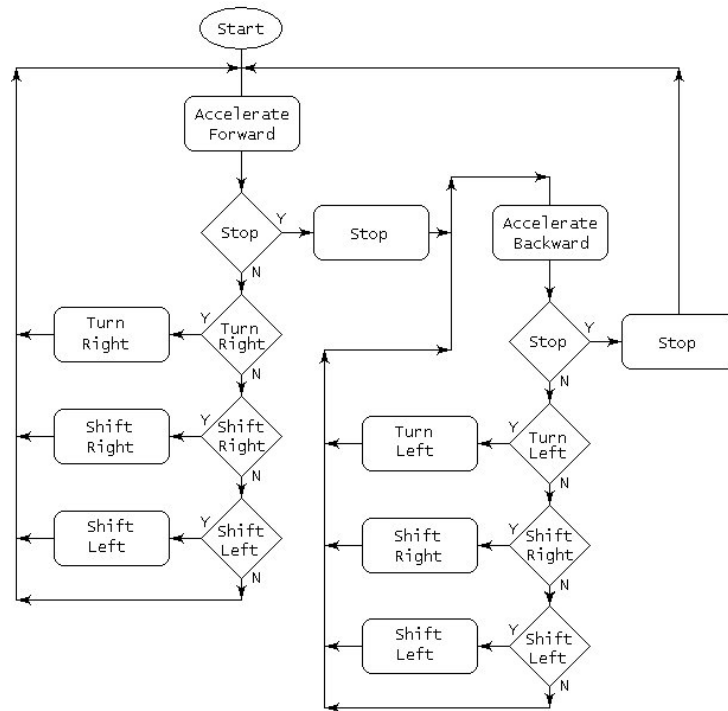 Start
Accelerate
Forward
Stop
Y
Stop
N
Turn
Right
Y
Turn
Right
N
Shift
Right
Y
Shift
Right
N
Shift
Left
Y
Shift
Left
N
Accelerate
Backward
Stop
Y
Stop
N
Turn
Left
Y
Turn
Left
N
Shift
Right
Y
Shift
Right
N
Shift
Left
Y
Shift
Left
N